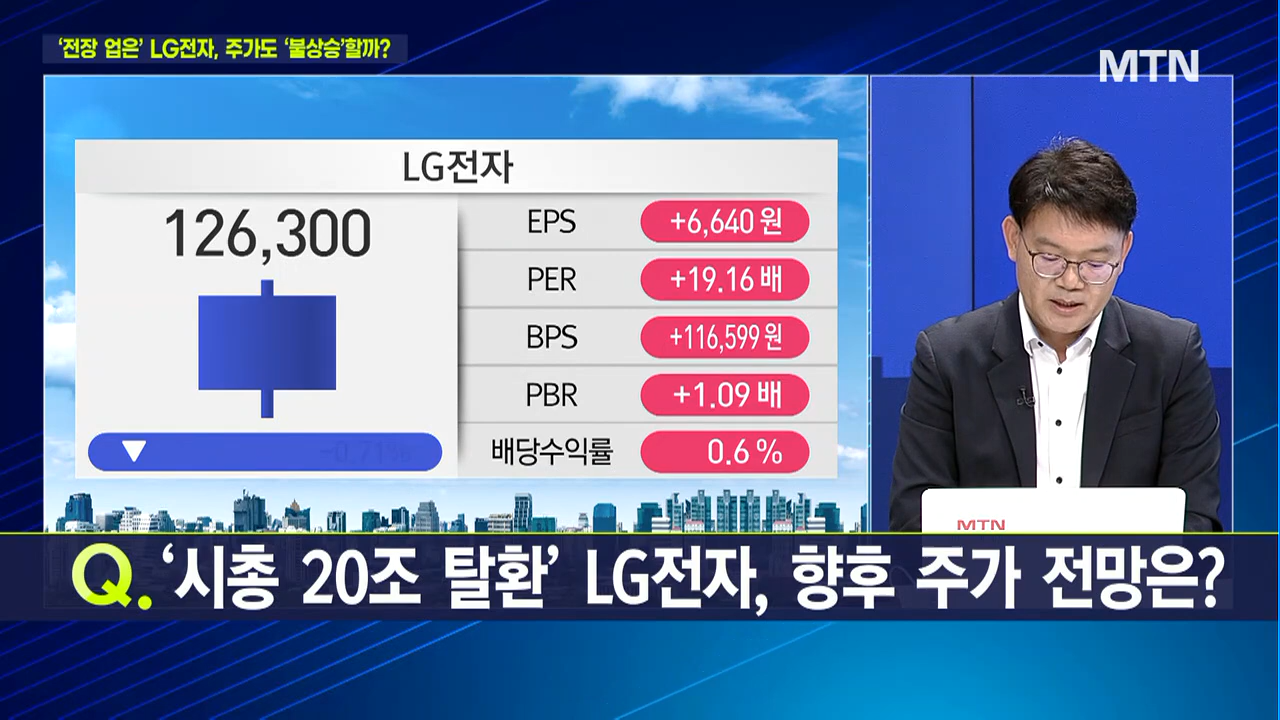 ‘전장 업은’ LG전자, 주가도 ‘불상승’할까?
MTN
LG전자
126,300
EPS +6,640 원
PER +19.16 배
BPS +116,599 원
PBR +1.09 배
▼ -0.71%
배당수익률 0.6 %
MTN
Q. ‘시총 20조 탈환’ LG전자, 향후 주가 전망은?